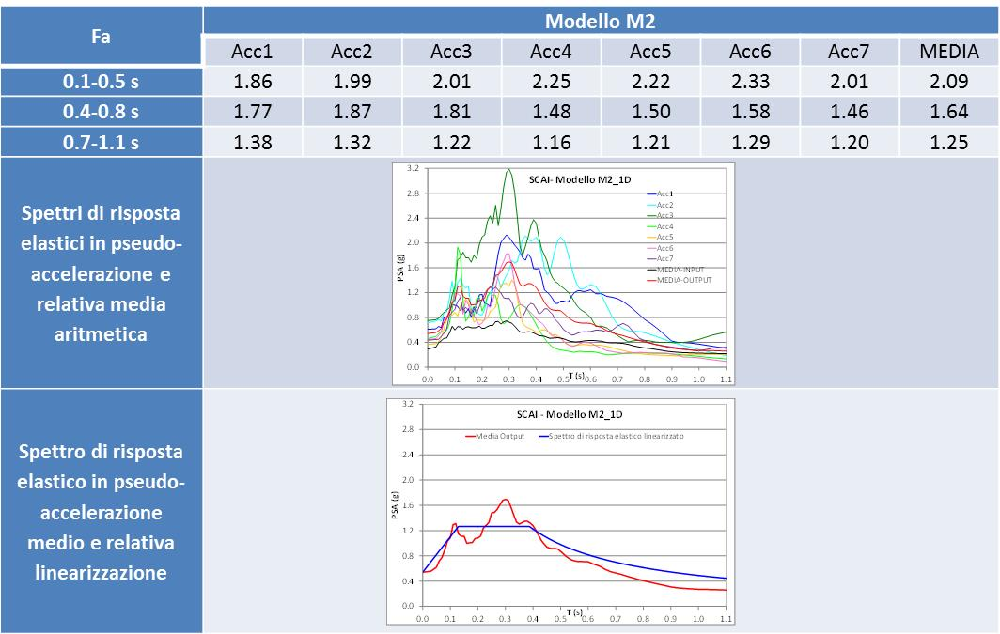 Fa
Modello M2
Acc1 Acc2 Acc3 Acc4 Acc5 Acc6 Acc7 MEDIA
0.1-0.5 s 1.86 1.99 2.01 2.25 2.22 2.33 2.01 2.09
0.4-0.8 s 1.77 1.87 1.81 1.48 1.50 1.58 1.46 1.64
0.7-1.1 s 1.38 1.32 1.22 1.16 1.21 1.29 1.20 1.25
Spettri di risposta
elastici in pseudo-
accelerazione e
relativa media
aritmetica
SCAI- Modello M2_1D
Acc1
Acc2
Acc3
Acc4
Acc5
Acc6
Acc7
MEDIA-INPUT
MEDIA-OUTPUT
PSA (g)
3.2
2.8
2.4
2.0
1.6
1.2
0.8
0.4
0.0
0.0 0.1 0.2 0.3 0.4 0.5 0.6 0.7 0.8 0.9 1.0 1.1
T (s)
Spettro di risposta
elastico in pseudo-
accelerazione
medio e relativa
linearizzazione
SCAI - Modello M2_1D
Media Output Spettro di risposta elastico linearizzato
PSA (g)
3.2
2.8
2.4
2.0
1.6
1.2
0.8
0.4
0.0
0.0 0.1 0.2 0.3 0.4 0.5 0.6 0.7 0.8 0.9 1.0 1.1
T (s)